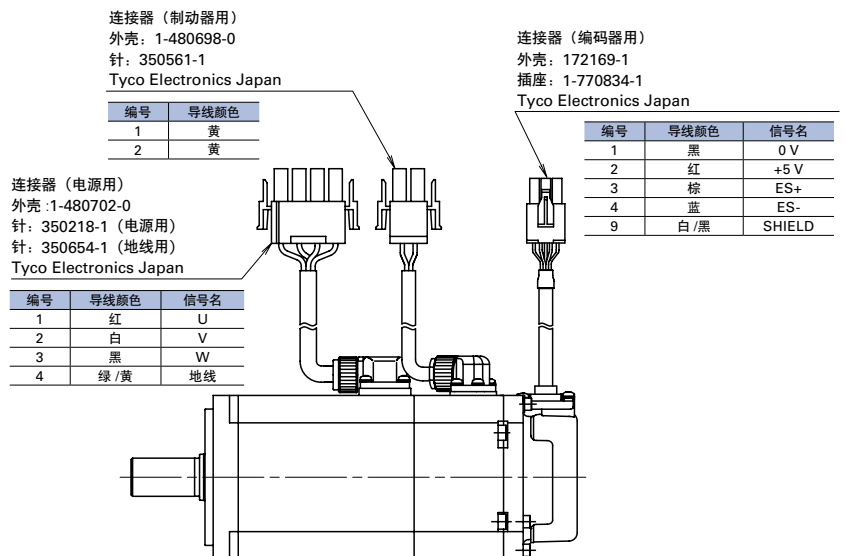 连接器（制动器用）
外壳：1-480698-0
针：350561-1
Tyco Electronics Japan
编号 导线颜色
1 黄
2 黄
连接器（电源用）
外壳 :1-480702-0
针：350218-1（电源用）
针：350654-1（地线用）
Tyco Electronics Japan
编号 导线颜色 信号名
1 红 U
2 白 V
3 黑 W
4 绿 /黄 地线
连接器（编码器用）
外壳：172169-1
插座：1-770834-1
Tyco Electronics Japan
编号 导线颜色 信号名
1 黑 0 V
2 红 +5 V
3 棕 ES+
4 蓝 ES-
9 白 /黑 SHIELD